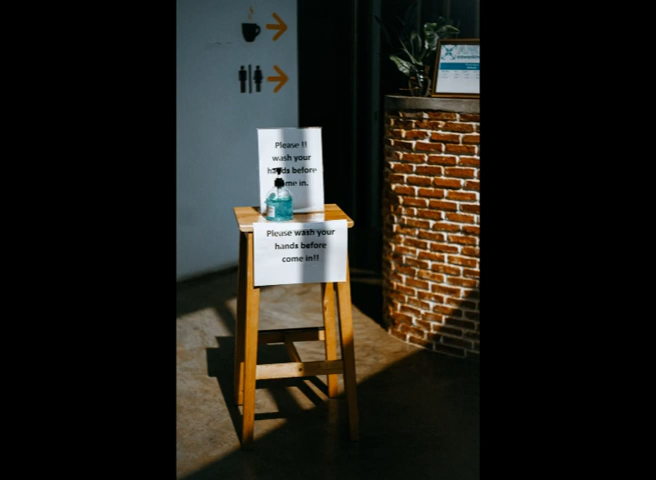 Please !!
wash your
hands before
come in.
Please wash your
hands before
come in!!